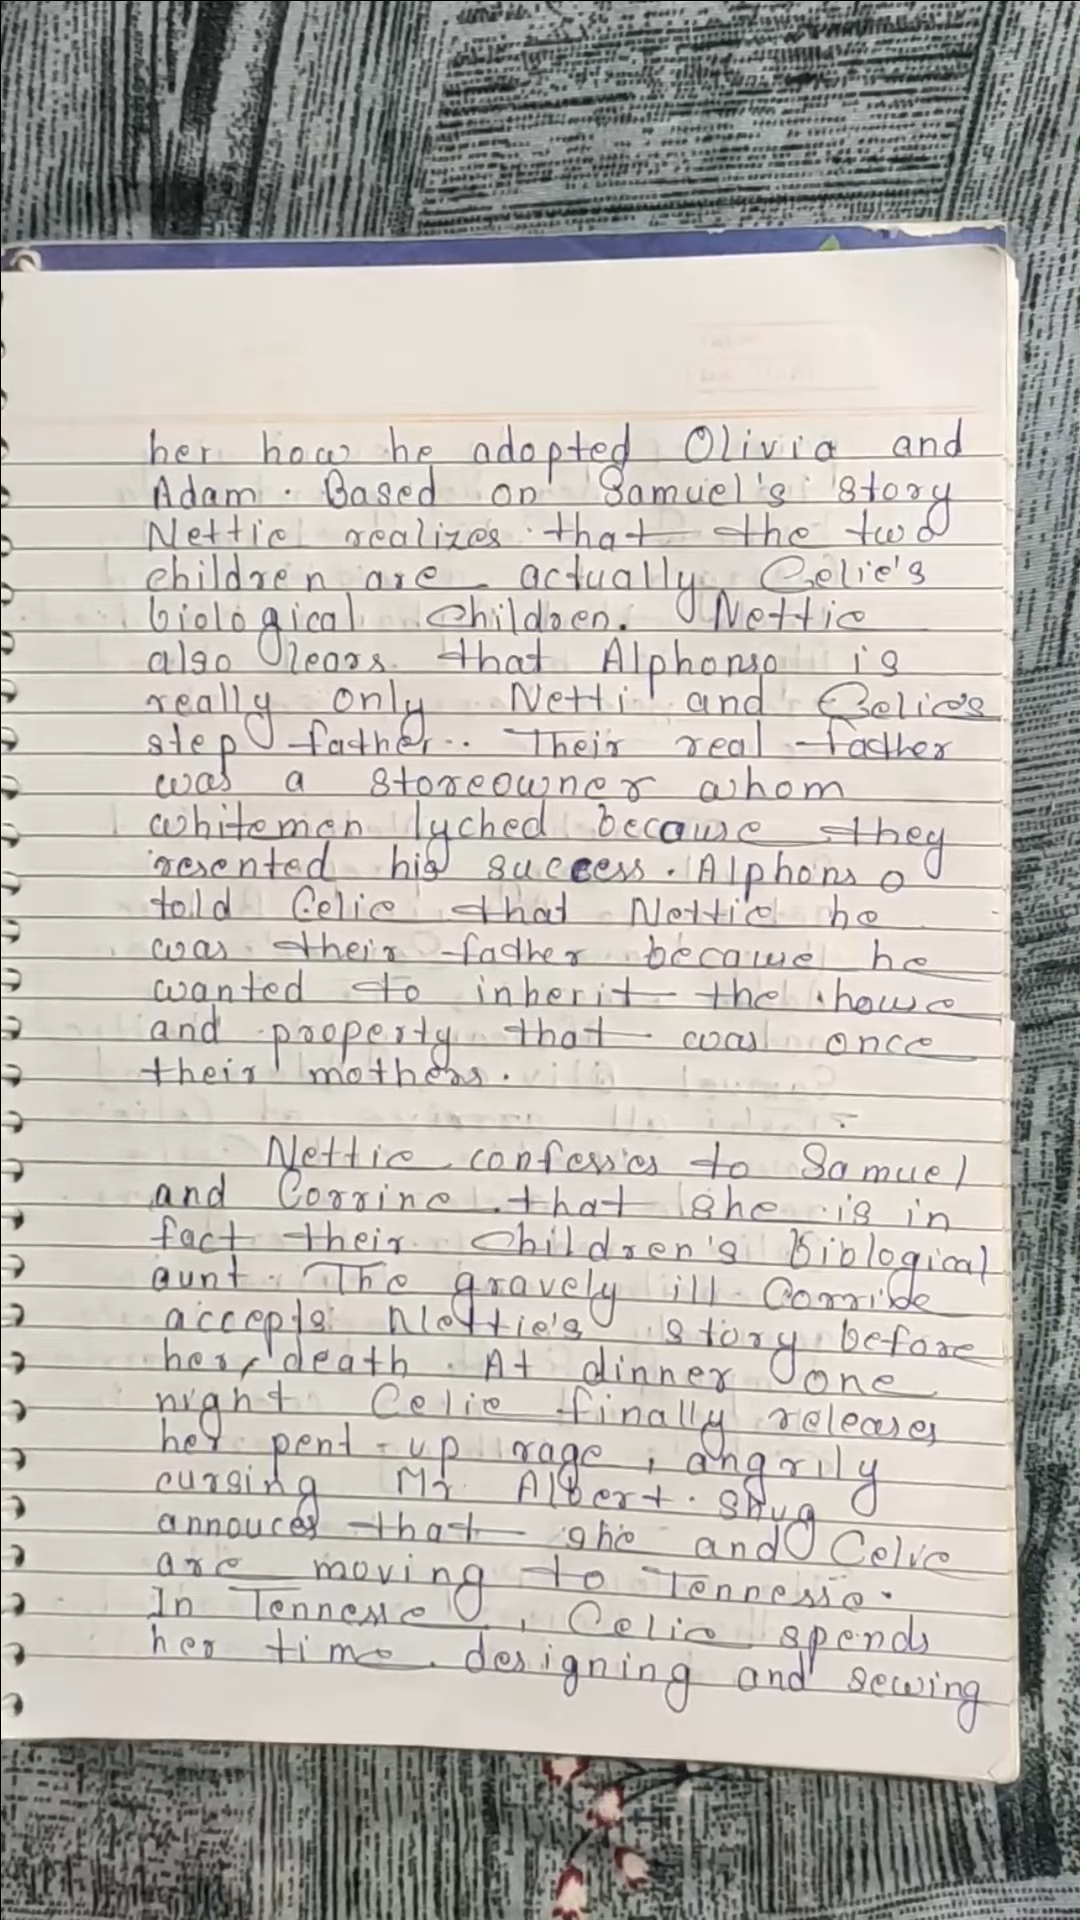 her how he adopted Olivia and
Adam. Based on Samuel's story
Nettie realizes that the two
children are actually Celie's
biological children. Nettie
also lears that Alphonso is
really only Netti and Celie's
step father.. Their real father
was a storeowner whom
whitemen lyched because they
resented his success. Alphonso
told Celie that Nettie he
was their father because he
wanted to inherit the house
and property that was once
their mothers.
Nettie confesses to Samuel
and Corrine that she is in
fact their children's biological
aunt. The gravely ill Corride
accepts Nettie's story before
her death. At dinner one
night Celie finally releases
her pent-up rage, angrily
cursing Mr. Albert. Shug
annouces that she and Celie
are moving to Tennesse.
In Tennesse, Celie spends
her time designing and sewing